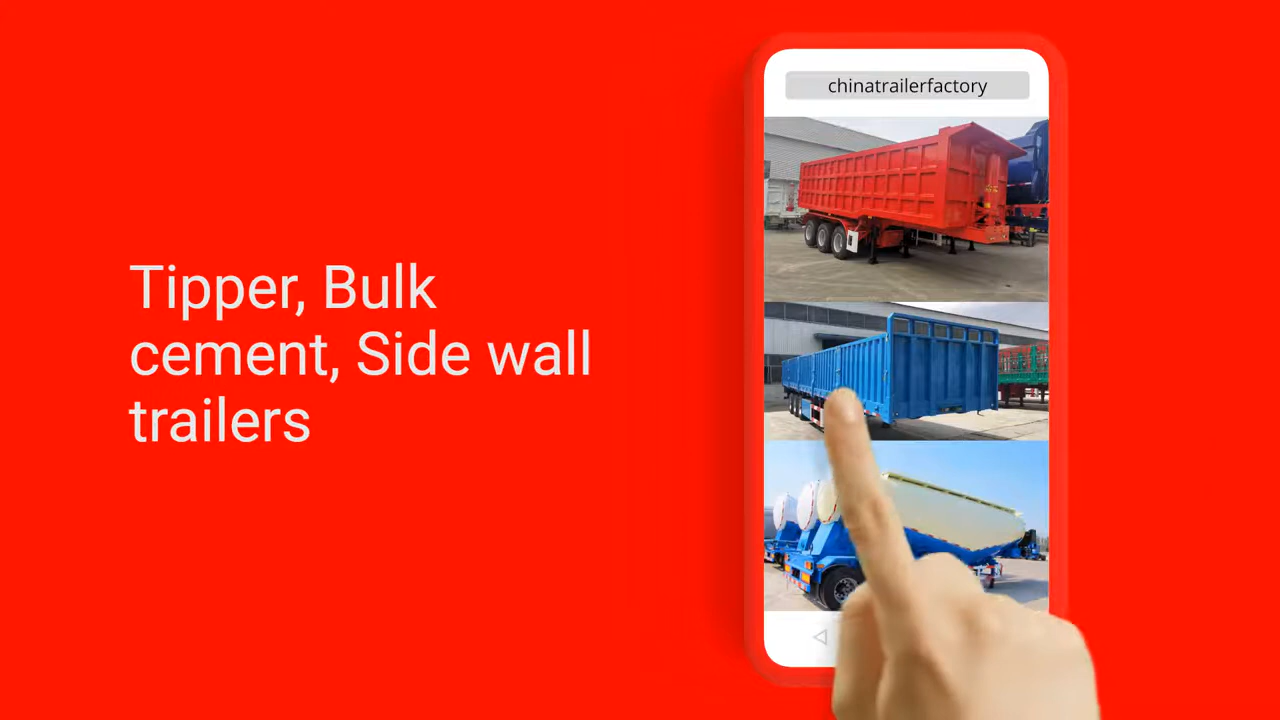 Tipper, Bulk
cement, Side wall
trailers
chinatrailerfactory